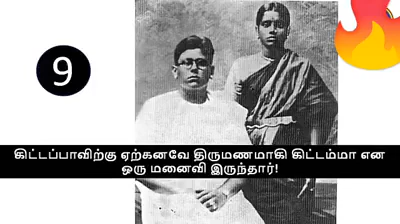 9
கிட்டப்பாவிற்கு ஏற்கனவே திருமணமாகி கிட்டம்மா என
ஒரு மனைவி இருந்தார்!